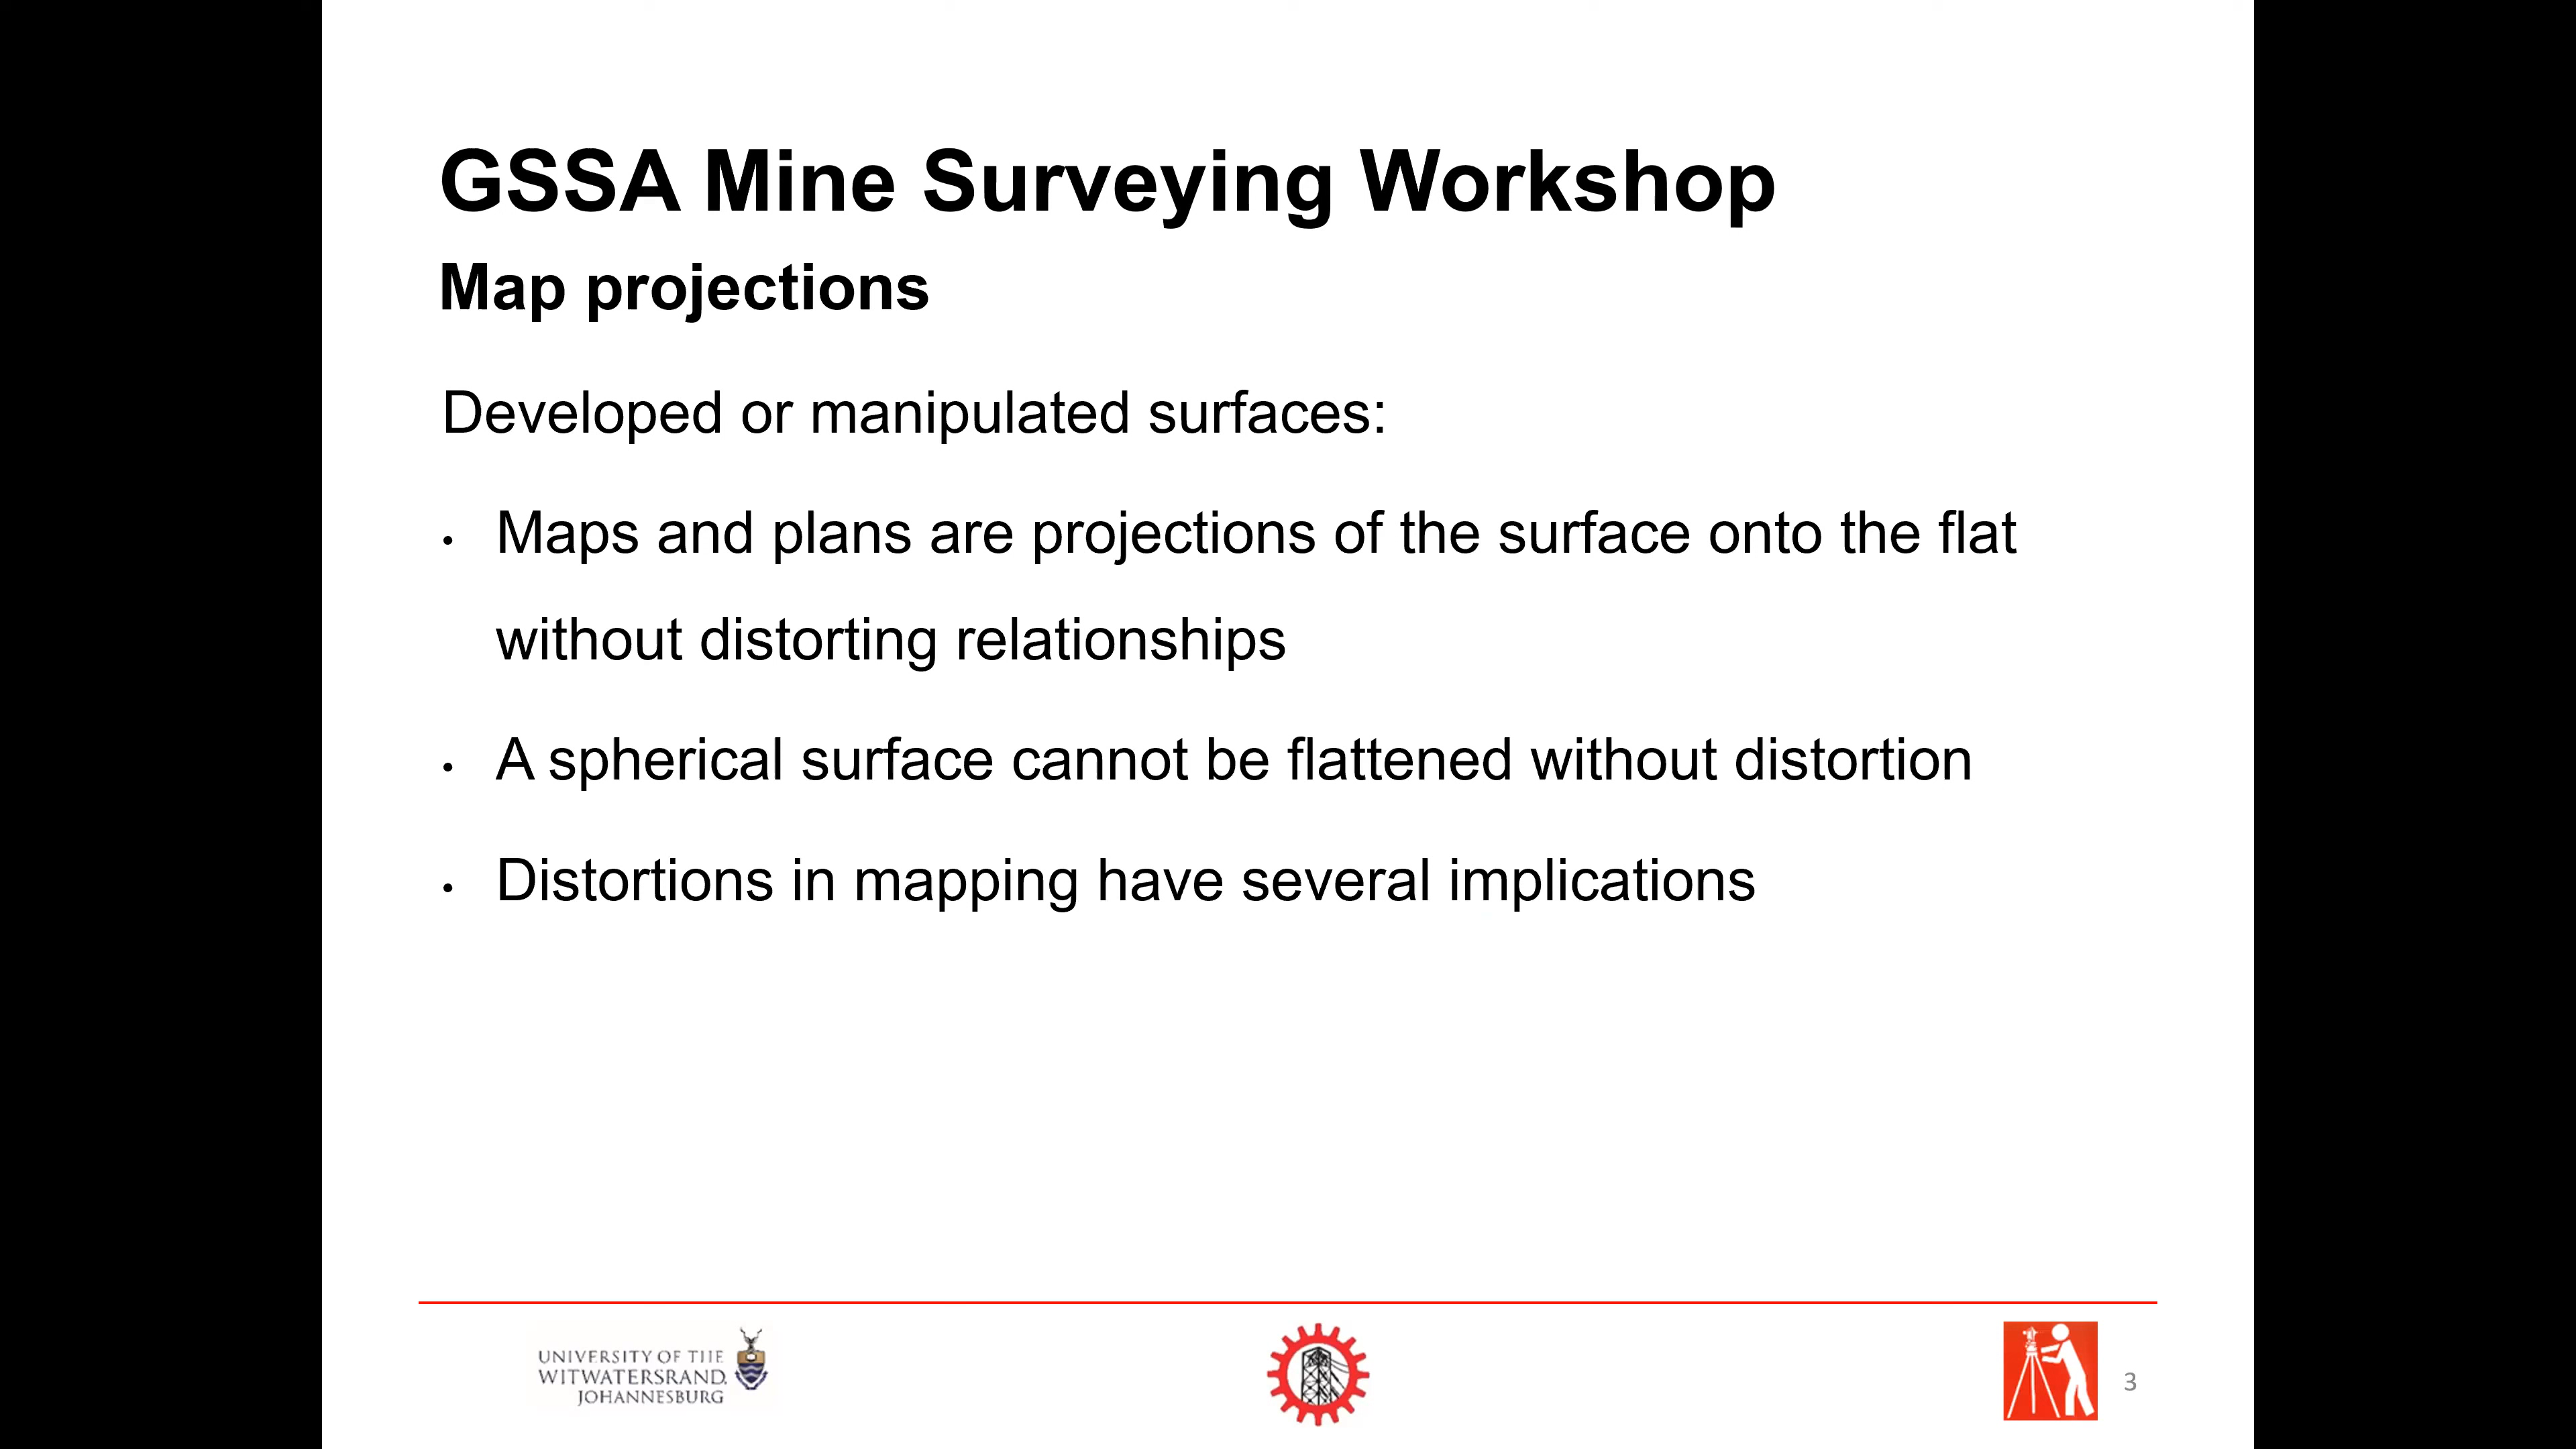 GSSA Mine Surveying Workshop
Map projections
Developed or manipulated surfaces:
• Maps and plans are projections of the surface onto the flat
without distorting relationships
• A spherical surface cannot be flattened without distortion
• Distortions in mapping have several implications
UNIVERSITY OF THE
WITWATERSRAND,
JOHANNESBURG
3